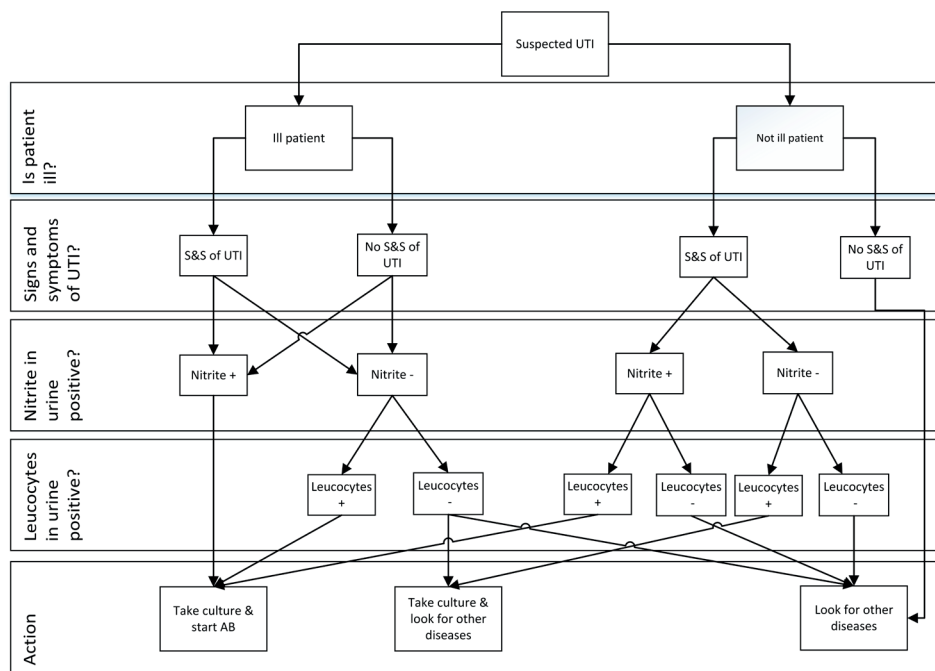 Suspected UTI
Is patient
ill?
Ill patient
Not ill patient
Signs and
symptoms
of UTI?
S&S of UTI
No S&S of
UTI
S&S of UTI
No S&S of
UTI
Nitrite in
urine
positive?
Nitrite +
Nitrite -
Nitrite +
Nitrite -
Leucocytes
in urine
positive?
Leucocytes
+
Leucocytes
-
Leucocytes
+
Leucocytes
-
Leucocytes
+
Leucocytes
-
Action
Take culture &
start AB
Take culture &
look for other
diseases
Look for other
diseases